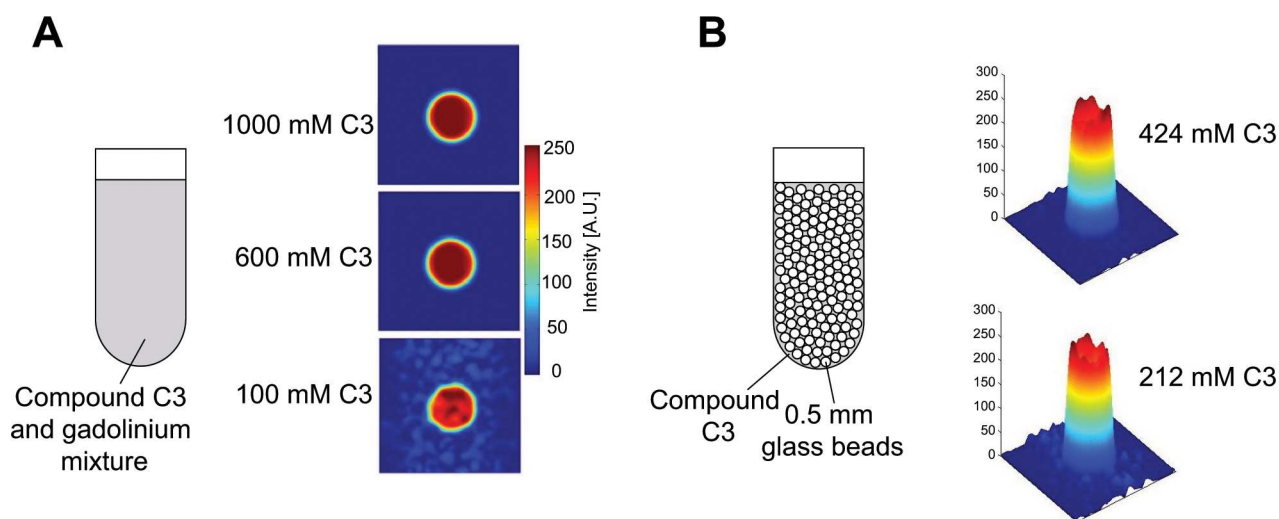 A
1000 mM C3
600 mM C3
100 mM C3
250
200
150
100
50
0
Intensity [A.U.]
Compound C3
and gadolinium
mixture
B
Compound
C3
0.5 mm
glass beads
300
250
200
150
100
50
0
424 mM C3
300
250
200
150
100
50
0
212 mM C3